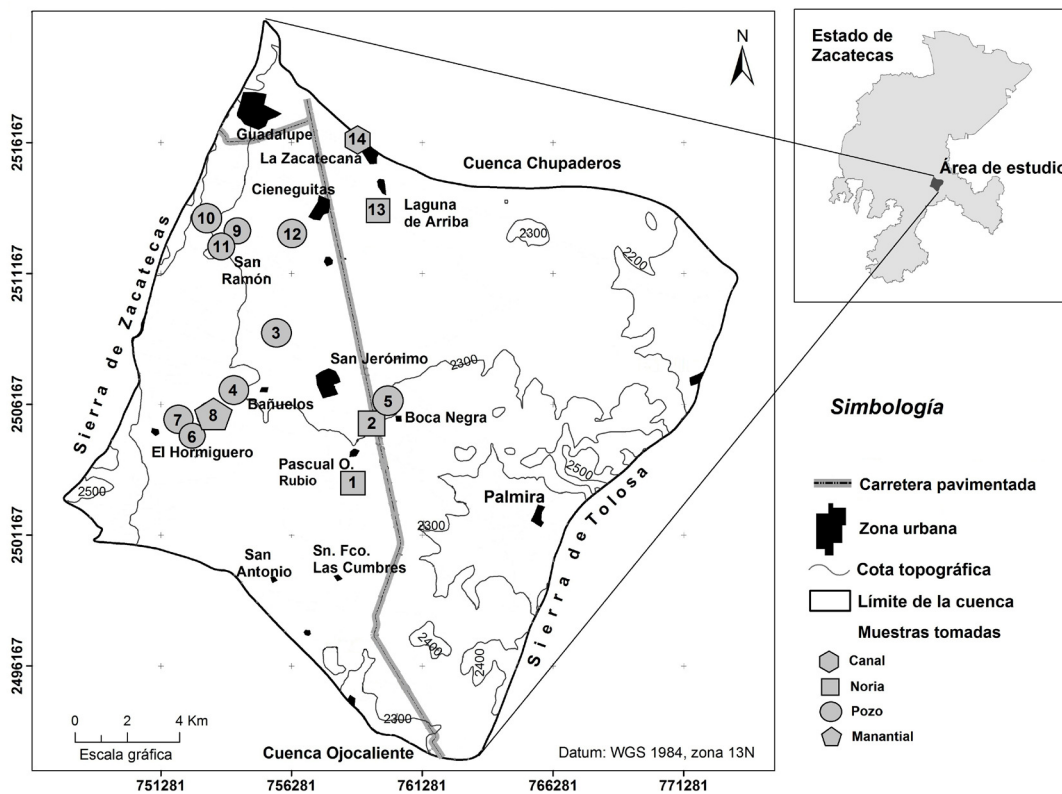 N
Guadalupe
14
La Zacatecana
Cuenca Chupaderos
Cieneguitas
13
Laguna
de Arriba
10
9
11
12
San
Ramón
2300
2200
Sierra de Zacatecas
3
San Jerónimo
2300
4
Bañuelos
5
Boca Negra
2
7
8
6
El Hormiguero
Pascual O.
Rubio
1
2500
2500
Palmira
2300
San
Antonio
Sn. Fco.
Las Cumbres
Sierra de Tolosa
2400
2400
2300
0 2 4 Km
Escala gráfica
Cuenca Ojocaliente
Datum: WGS 1984, zona 13N
2516167
2511167
2506167
2501167
2496167
751281 756281 761281 766281 771281
Estado de
Zacatecas
Área de estudio
Simbología
Carretera pavimentada
Zona urbana
Cota topográfica
Límite de la cuenca
Muestras tomadas
Canal
Noria
Pozo
Manantial